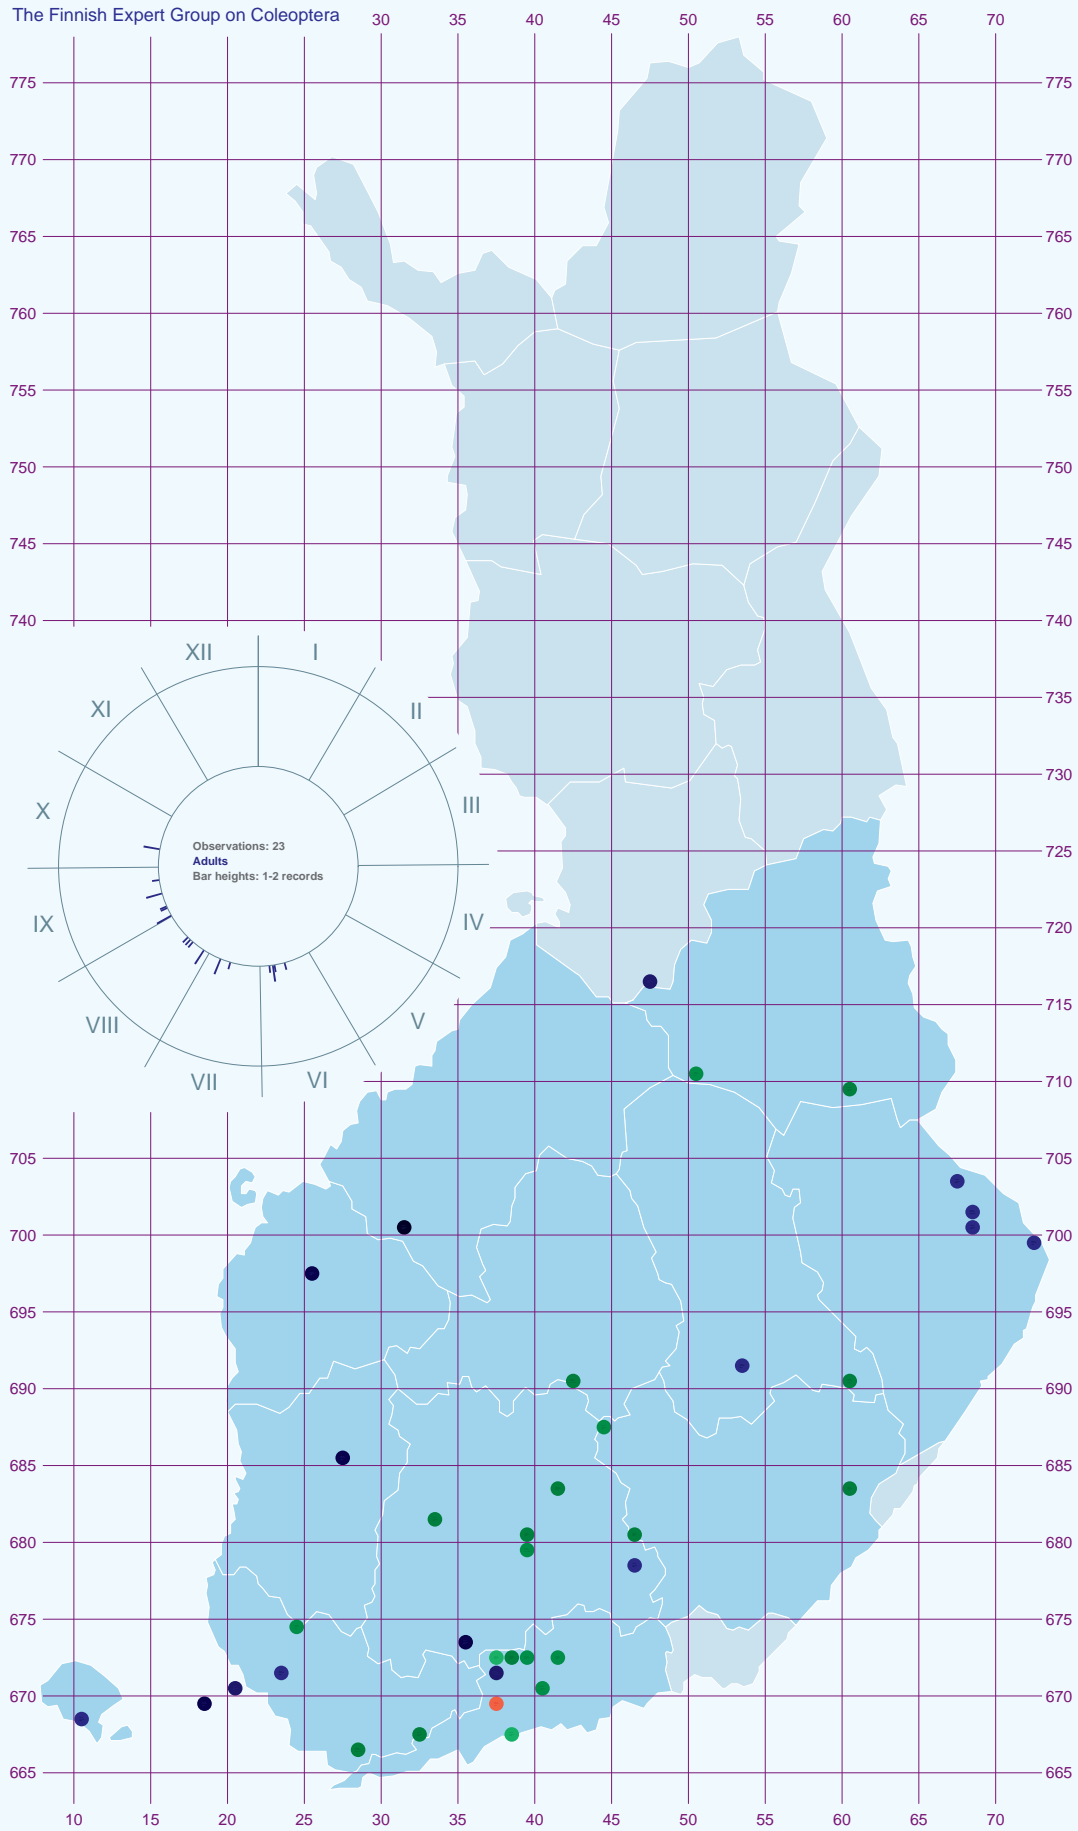 The Finnish Expert Group on Coleoptera
30 35 40 45 50 55 60 65 70
775 775
770 770
765 765
760 760
755 755
750 750
745 745
740 740
XII I
XI II
735
730
X III
725
Observations: 23
Adults
Bar heights: 1-2 records
IX IV
720
715
VIII V
VII VI
710
705 705
700 700
695 695
690 690
685 685
680 680
675 675
670 670
665 665
10 15 20 25 30 35 40 45 50 55 60 65 70